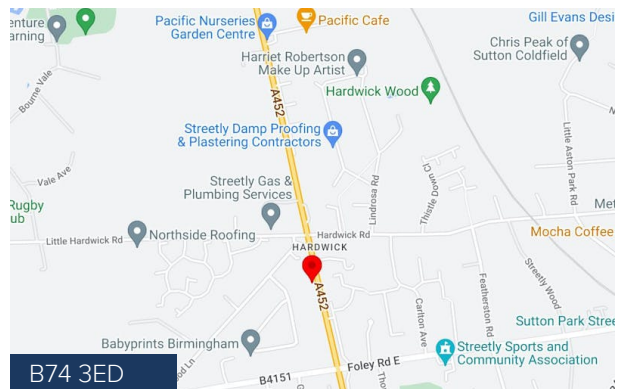 enture
arning
Pacific Nurseries
Garden Centre
Pacific Cafe
Gill Evans Desi
Chris Peak of
Sutton Coldfield
Harriet Robertson
Make Up Artist
Hardwick Wood
Bourne Vale
A452
Streetly Damp Proofing
& Plastering Contractors
Little Aston Park Rd
Vale Ave
Streetly Gas &
Plumbing Services
Lindrosa Rd
Thistle Down Cl
Rugby
ub
Met
Little Hardwick Rd
Northside Roofing
Hardwick Rd
HARDWICK
Mocha Coffee
A452
Streetly Wood
Featherston Rd
Carlton Ave
Sutton Park Stree
Babyprints Birmingham
Streetly Sports and
Community Association
Foley Rd E
B4151
B74 3ED